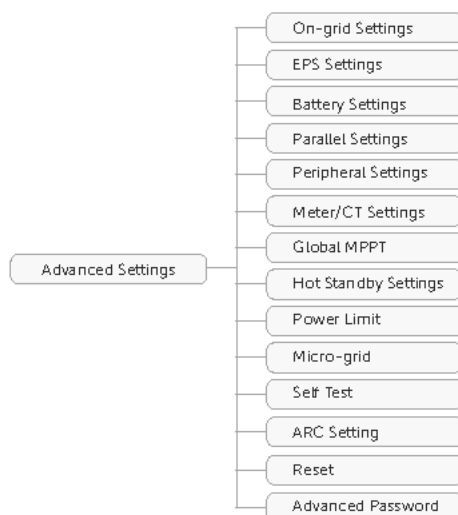 On-grid Settings
EPS Settings
Battery Settings
Parallel Settings
Peripheral Settings
Meter/CT Settings
Global MPPT
Advanced Settings
Hot Standby Settings
Power Limit
Micro-grid
Self Test
ARC Setting
Reset
Advanced Password